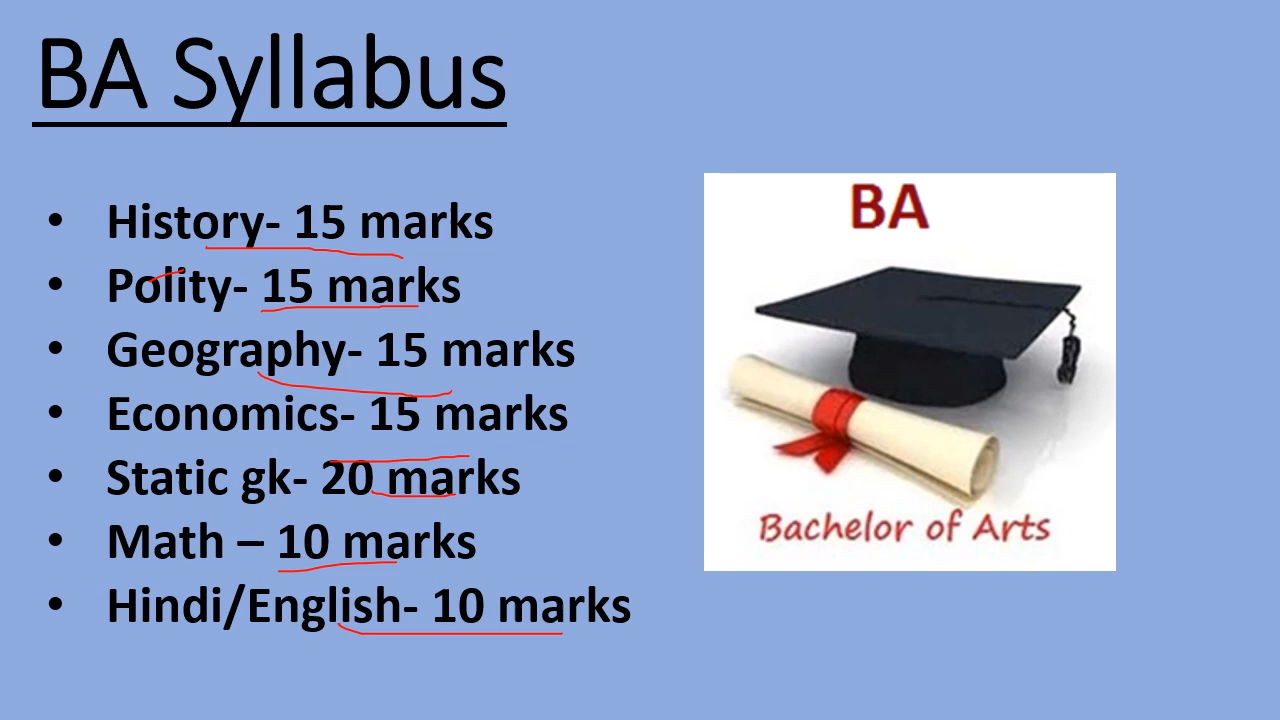 BA Syllabus
• History- 15 marks
• Polity- 15 marks
• Geography- 15 marks
• Economics- 15 marks
• Static gk- 20 marks
• Math – 10 marks
• Hindi/English- 10 marks
BA
Bachelor of Arts